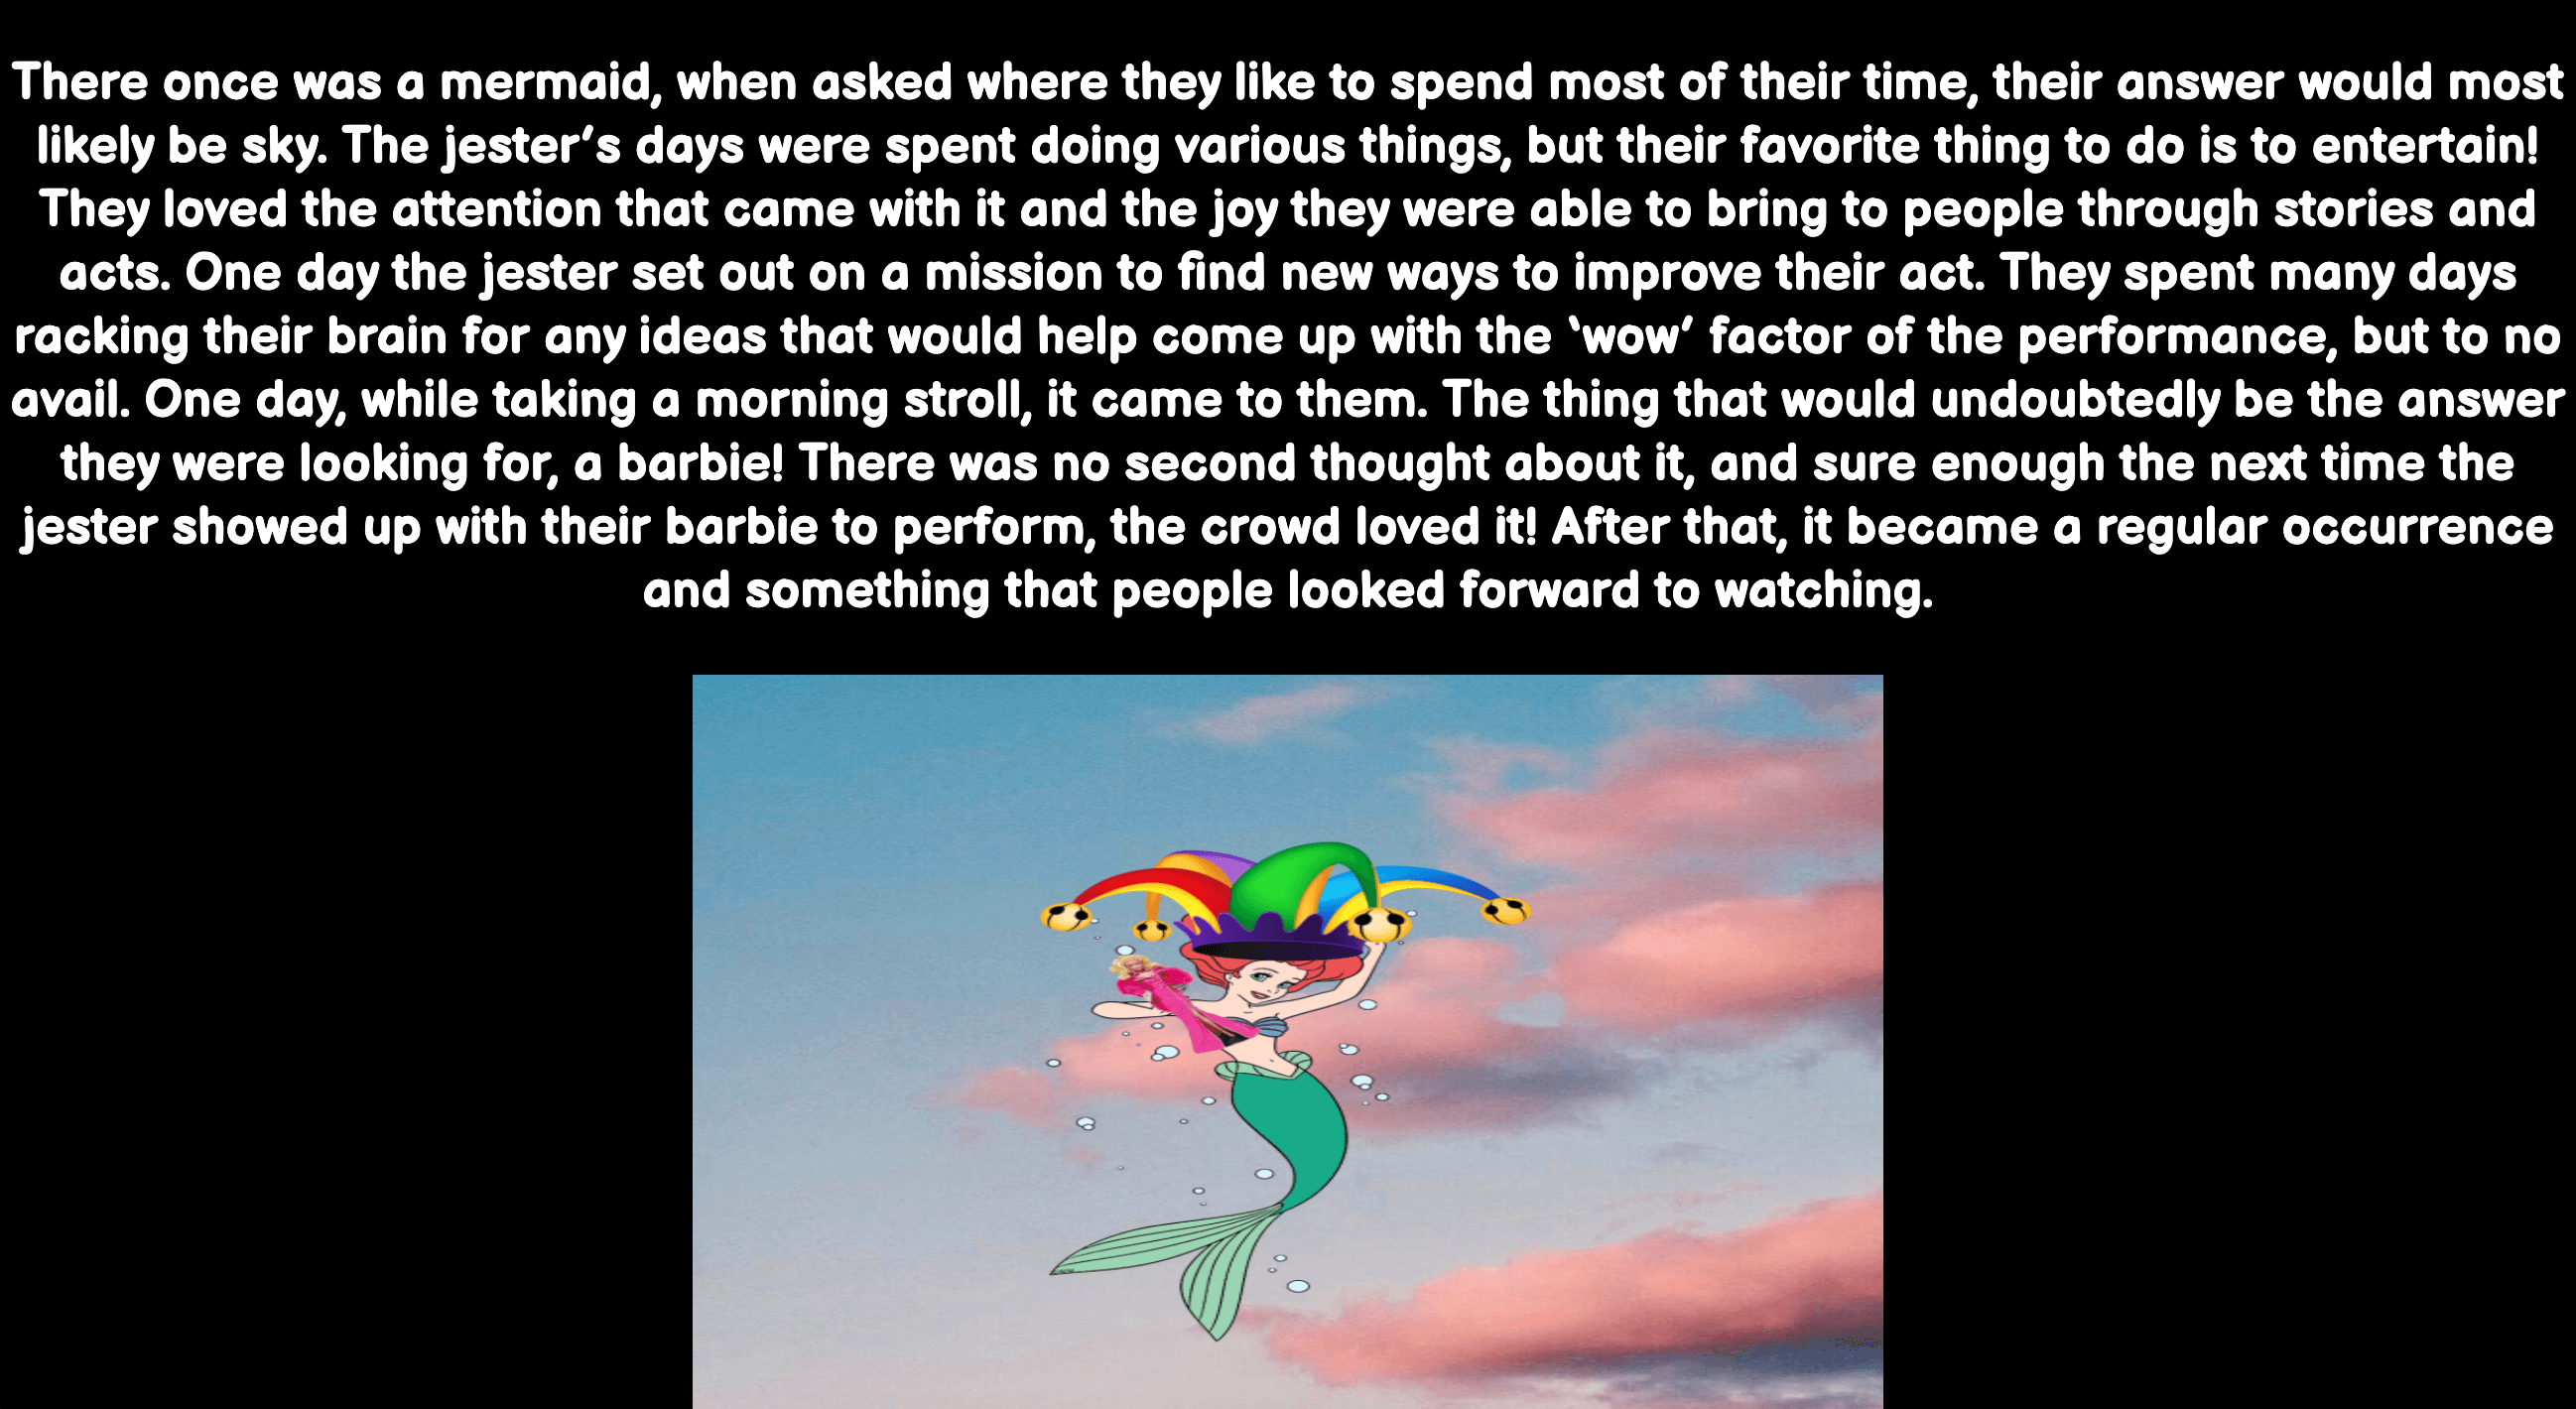 There once was a mermaid, when asked where they like to spend most of their time, their answer would most
likely be sky. The jester's days were spent doing various things, but their favorite thing to do is to entertain!
They loved the attention that came with it and the joy they were able to bring to people through stories and
acts. One day the jester set out on a mission to find new ways to improve their act. They spent many days
racking their brain for any ideas that would help come up with the 'wow' factor of the performance, but to no
avail. One day, while taking a morning stroll, it came to them. The thing that would undoubtedly be the answer
they were looking for, a barbie! There was no second thought about it, and sure enough the next time the
jester showed up with their barbie to perform, the crowd loved it! After that, it became a regular occurrence
and something that people looked forward to watching.